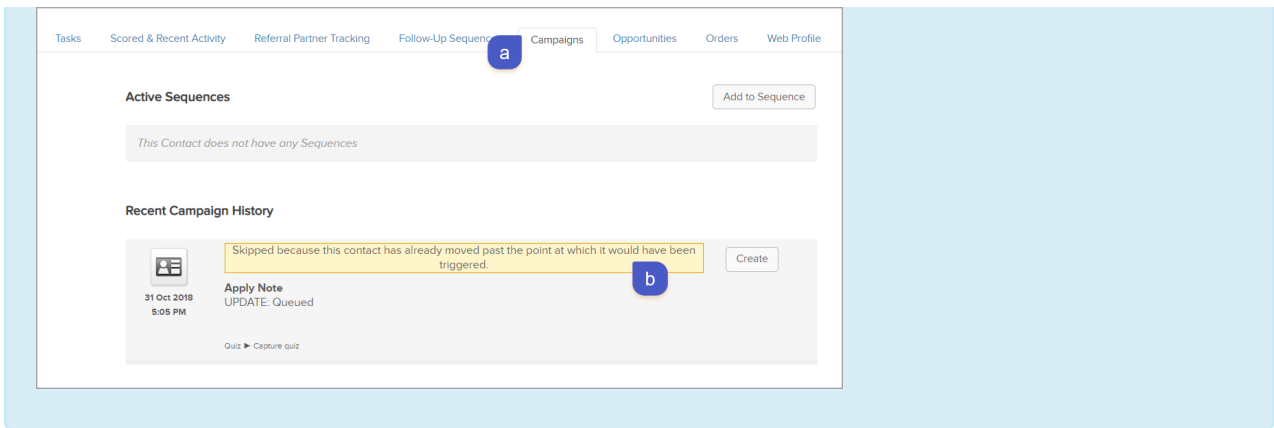 Tasks Scored & Recent Activity Referral Partner Tracking Follow-Up Campaigns Opportunities Orders Web Profile
a
Active Sequences Add to Sequence
This Contact does not have any Sequences
Recent Campaign History
Skipped because this contact has already moved past the point at which it would have been
triggered.
Create
b
Apply Note
31 Oct 2018
UPDATE: Queued
5:05 PM
Quiz ▶ Capture quiz